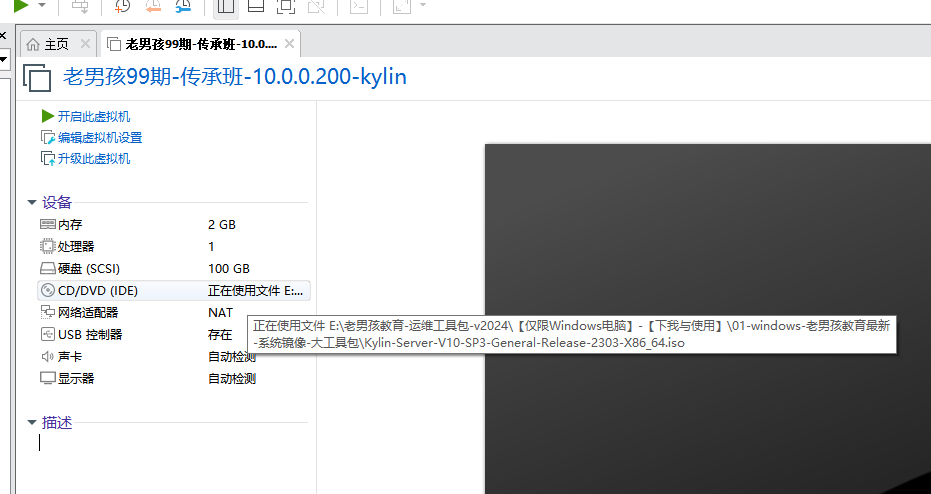 主页
老男孩99期-传承班-10.0....
老男孩99期-传承班-10.0.0.200-kylin
开启此虚拟机
编辑虚拟机设置
升级此虚拟机
设备
内存 2 GB
处理器 1
硬盘 (SCSI) 100 GB
CD/DVD (IDE) 正在使用文件 E:...
网络适配器 NAT
正在使用文件 E:\老男孩教育-运维工具包-v2024\【仅限Windows电脑】-【下我与使用】\01-windows-老男孩教育最新
USB 控制器 存在
-系统镜像-大工具包\Kylin-Server-V10-SP3-General-Release-2303-X86_64.iso
声卡 自动检测
显示器 自动检测
描述